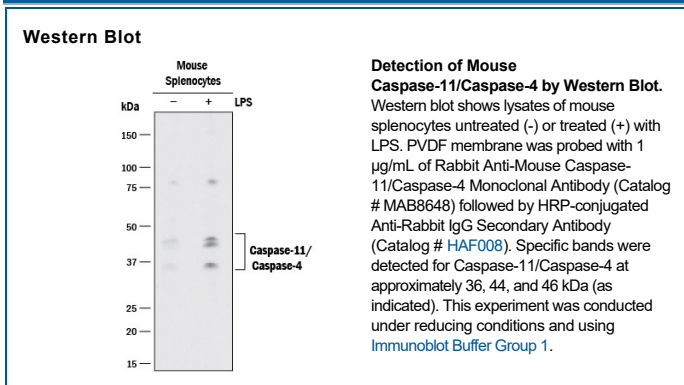 Western Blot
Mouse
Splenocytes
kDa – + LPS
150
100
75
50
37
25
20
15
Caspase-11/
Caspase-4
Detection of Mouse
Caspase-11/Caspase-4 by Western Blot.
Western blot shows lysates of mouse
splenocytes untreated (-) or treated (+) with
LPS. PVDF membrane was probed with 1
µg/mL of Rabbit Anti-Mouse Caspase-
11/Caspase-4 Monoclonal Antibody (Catalog
# MAB8648) followed by HRP-conjugated
Anti-Rabbit IgG Secondary Antibody
(Catalog # HAF008). Specific bands were
detected for Caspase-11/Caspase-4 at
approximately 36, 44, and 46 kDa (as
indicated). This experiment was conducted
under reducing conditions and using
Immunoblot Buffer Group 1.